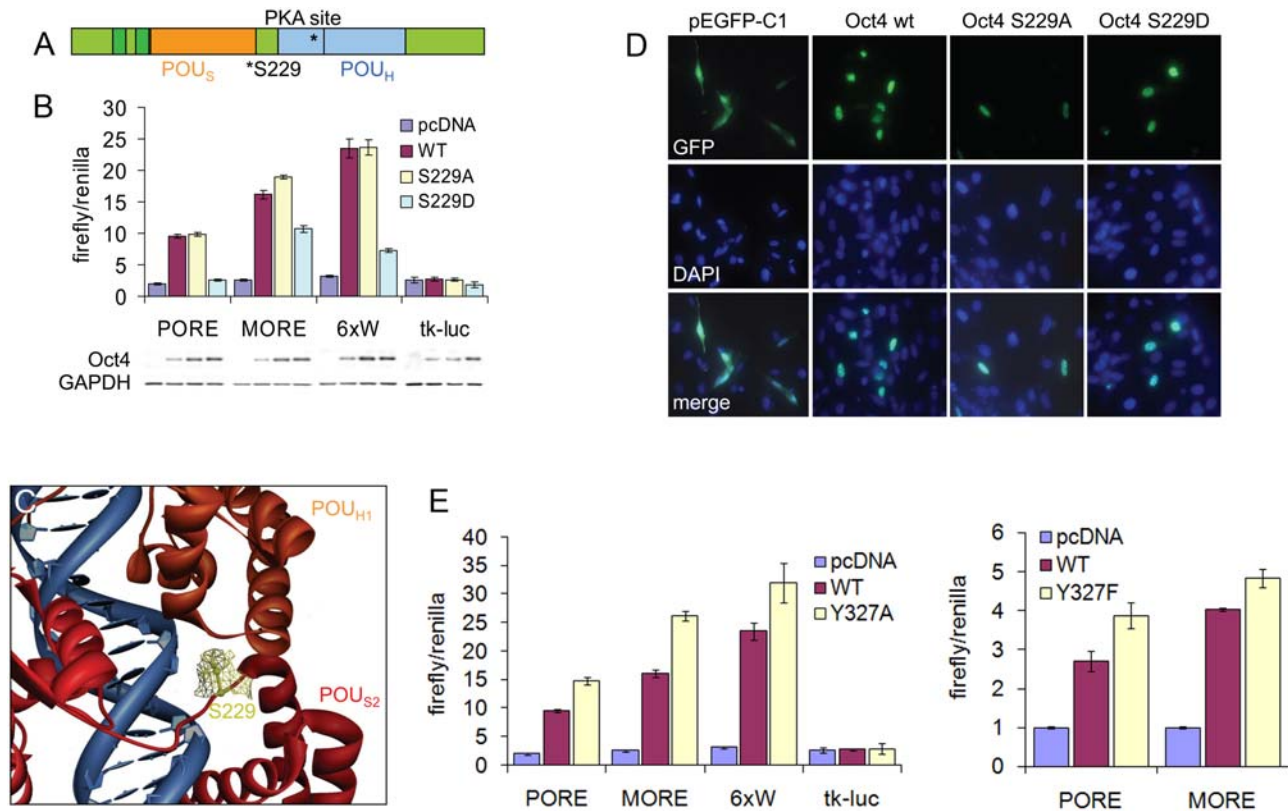 A
PKA site
*
POUS
*S229
POUH
B
firefly/renilla
30
25
20
15
10
5
0
pcDNA
WT
S229A
S229D
PORE MORE 6xW tk-luc
Oct4
GAPDH
D
pEGFP-C1 Oct4 wt Oct4 S229A Oct4 S229D
GFP
DAPI
merge
C
POUH1
S229
POUS2
E
firefly/renilla
40
35
30
25
20
15
10
5
0
pcDNA
WT
Y327A
PORE MORE 6xW tk-luc
firefly/renilla
6
5
4
3
2
1
0
pcDNA
WT
Y327F
PORE MORE